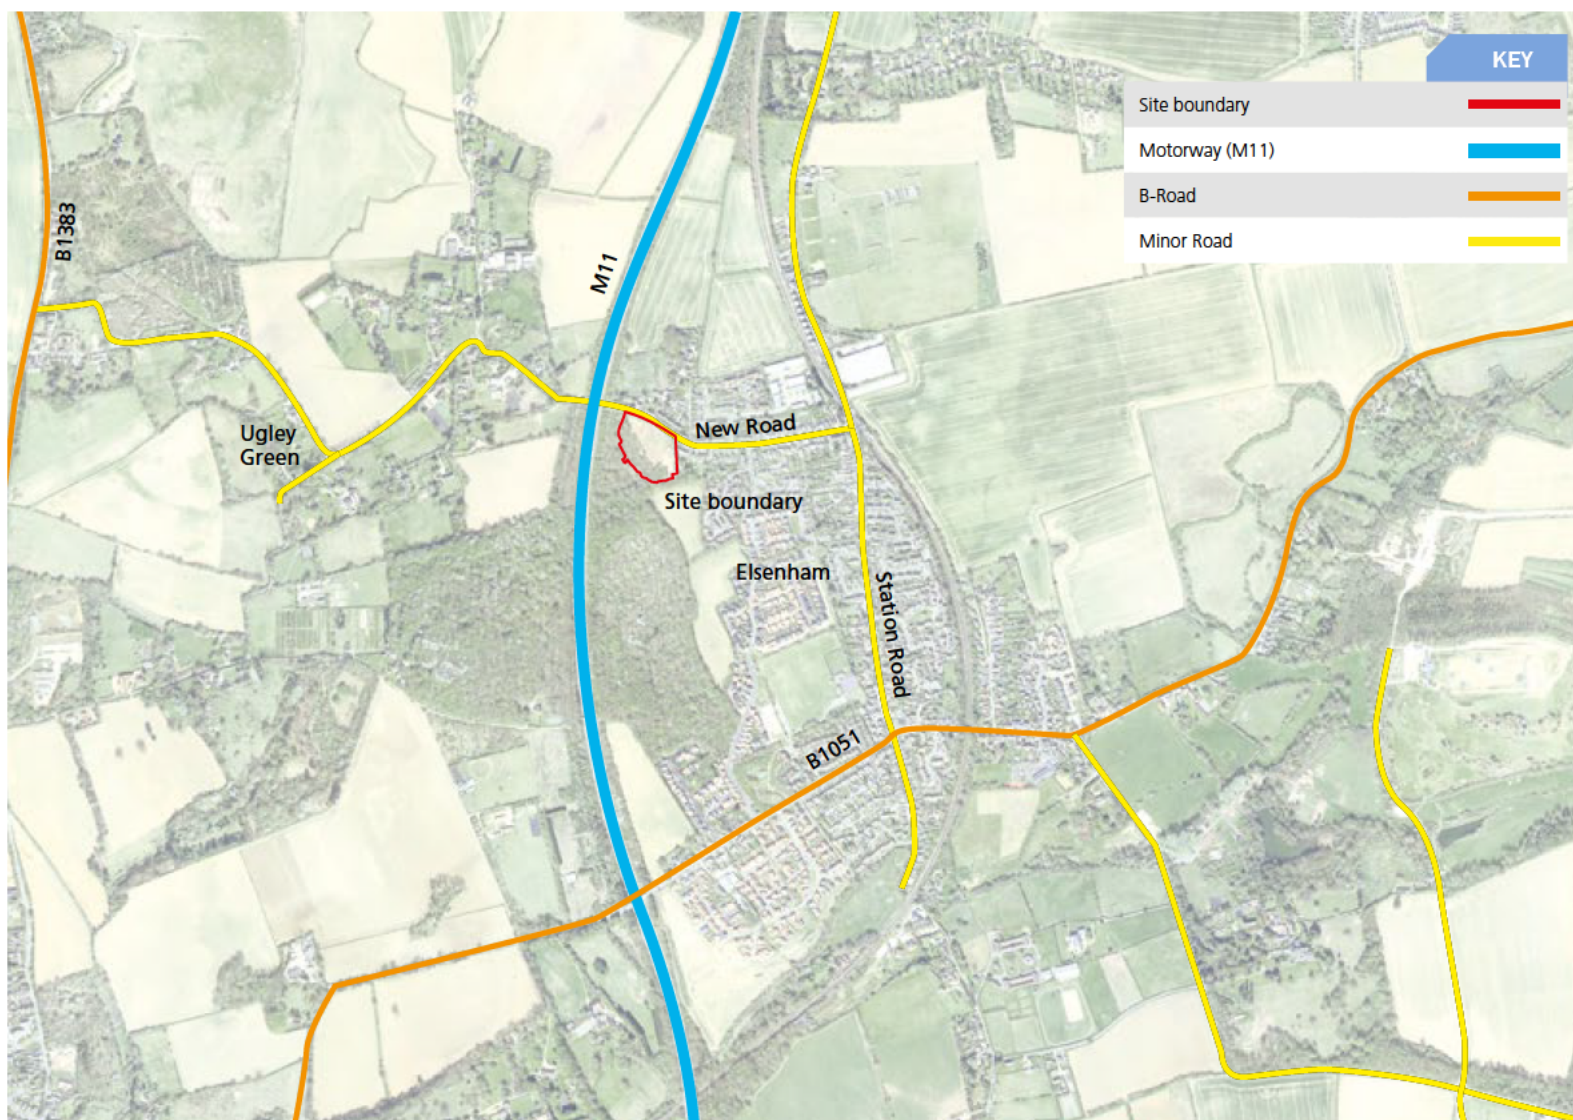 KEY
Site boundary
Motorway (M11)
B-Road
Minor Road
B1383
M11
Ugley
Green
New Road
Site boundary
Elsenham
Station Road
B1051